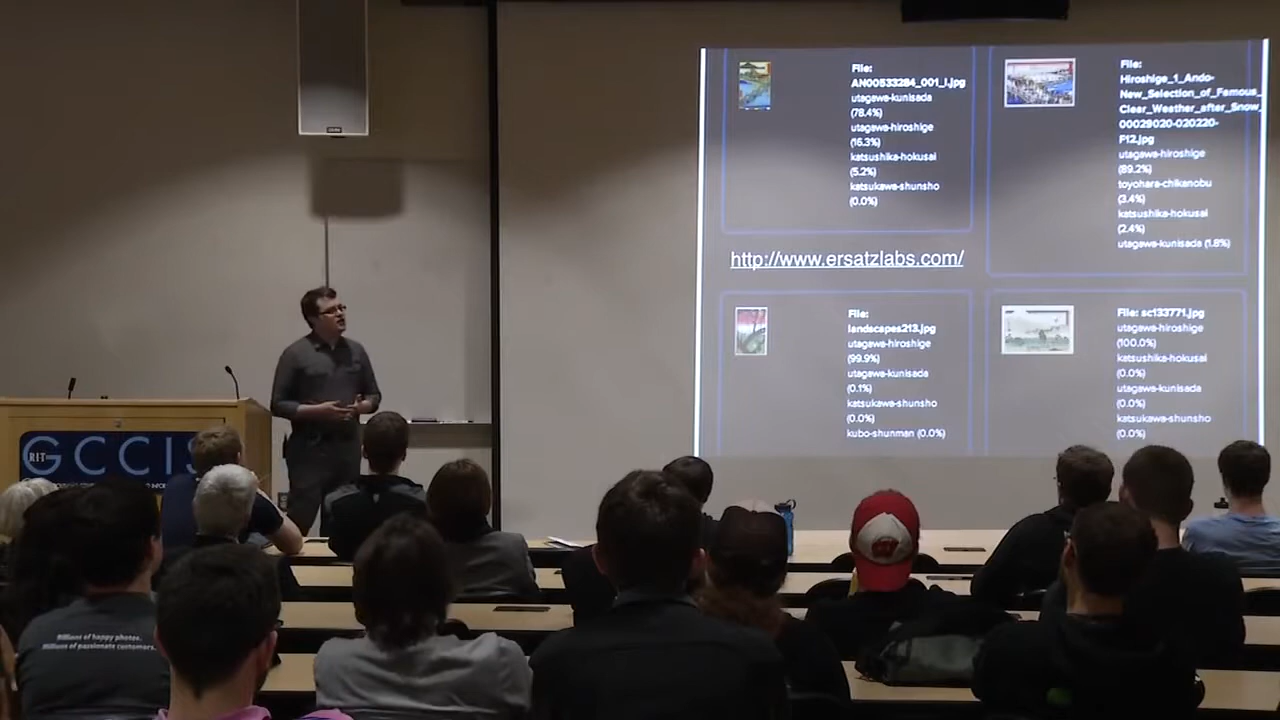 File:
AN00533284_001_l.jpg
utagawa-kunisada
(78.4%)
utagawa-hiroshige
(16.3%)
katsushika-hokusai
(5.2%)
katsukawa-shunsho
(0.0%)
File:
Hiroshige_1_Ando-
New_Selection_of_Famous_
Clear_Weather_after_Snow_
00029020-020220-
F12.jpg
utagawa-hiroshige
(89.2%)
toyohara-chikanobu
(3.4%)
katsushika-hokusai
(2.4%)
utagawa-kunisada (1.8%)
http://www.ersatzlabs.com/
File:
landscapes213.jpg
utagawa-hiroshige
(99.9%)
utagawa-kunisada
(0.1%)
katsukawa-shunsho
(0.0%)
kubo-shunman (0.0%)
File: sc133771.jpg
utagawa-hiroshige
(100.0%)
katsushika-hokusai
(0.0%)
utagawa-kunisada
(0.0%)
katsukawa-shunsho
(0.0%)
RIT
GCCIS
Millions of happy photos.
Millions of passionate customers.